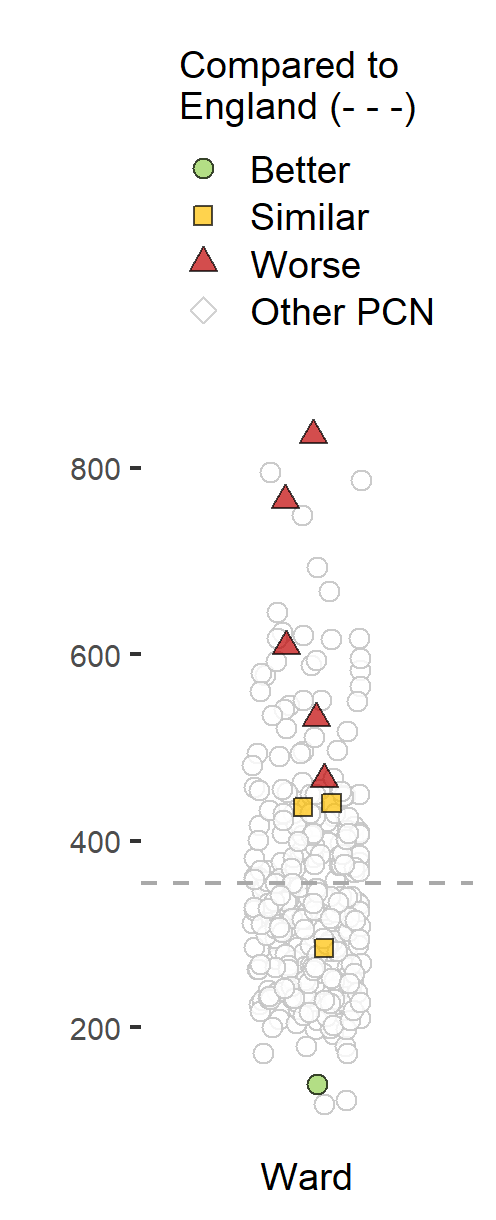 Compared to
England (- - -)
Better
Similar
Worse
Other PCN
800
600
400
200
Ward